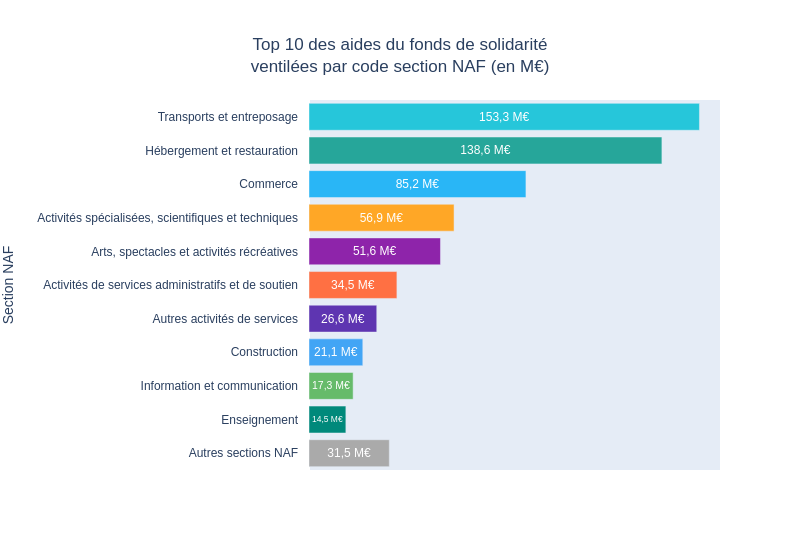 Top 10 des aides du fonds de solidarité
ventilées par code section NAF (en M€)
Section NAF
Transports et entreposage 153,3 M€
Hébergement et restauration 138,6 M€
Commerce 85,2 M€
Activités spécialisées, scientifiques et techniques 56,9 M€
Arts, spectacles et activités récréatives 51,6 M€
Activités de services administratifs et de soutien 34,5 M€
Autres activités de services 26,6 M€
Construction 21,1 M€
Information et communication 17,3 M€
Enseignement 14,5 M€
Autres sections NAF 31,5 M€